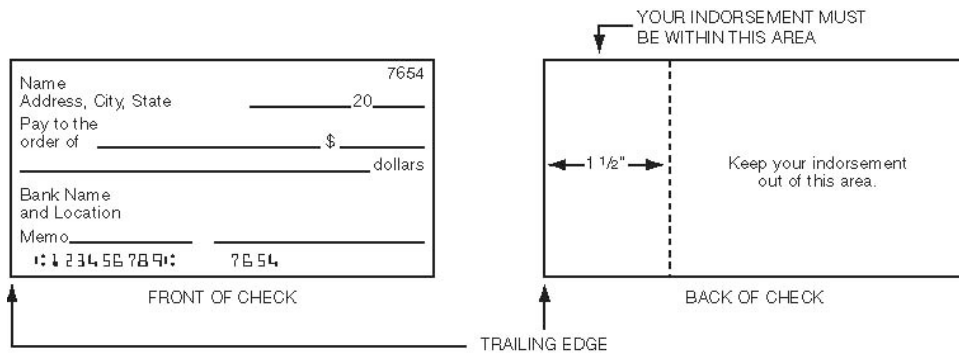 YOUR INDORSEMENT MUST
BE WITHIN THIS AREA
7654
Name
Address, City, State 20
Pay to the
order of $
dollars
Bank Name
and Location
Memo
⑆123456789⑆ 7654
FRONT OF CHECK
1 1/2"
Keep your indorsement
out of this area.
BACK OF CHECK
TRAILING EDGE